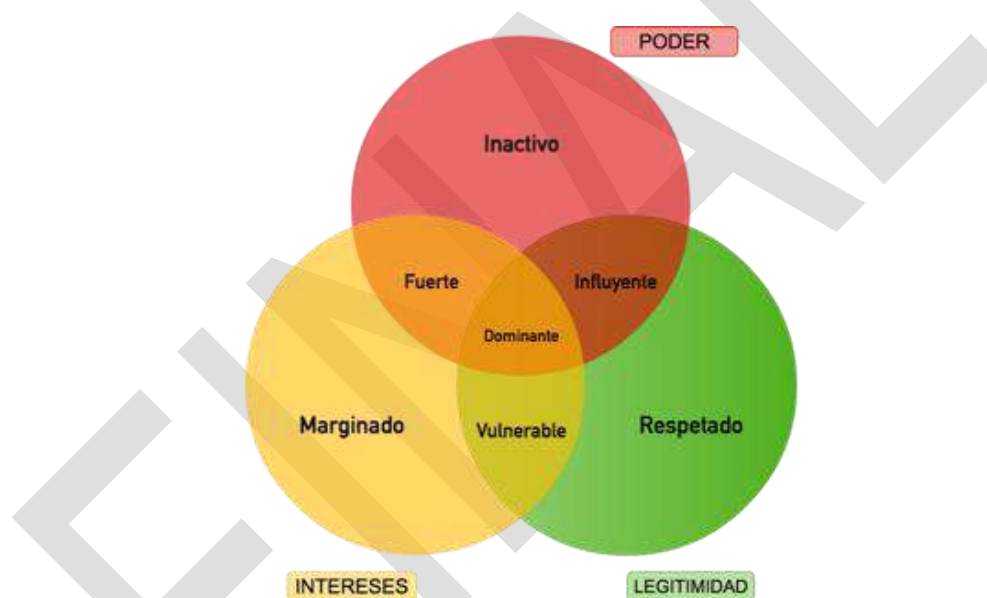 PODER
Inactivo
Fuerte
Influyente
Dominante
Marginado
Vulnerable
Respetado
INTERESES
LEGITIMIDAD